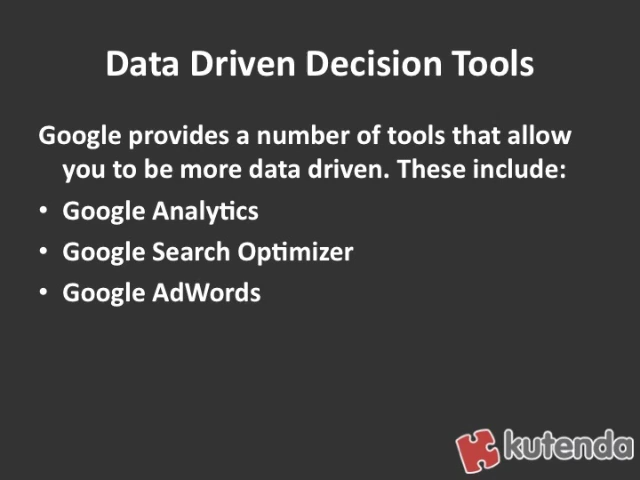 Data Driven Decision Tools
Google provides a number of tools that allow
you to be more data driven. These include:
• Google Analytics
• Google Search Optimizer
• Google AdWords
kutenda